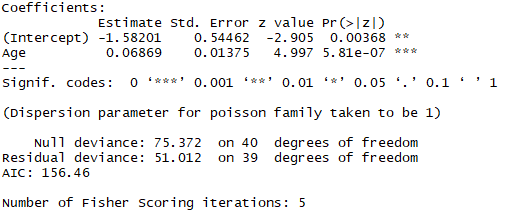 Coefficients:
            Estimate Std. Error z value Pr(>|z|)
(Intercept) -1.58201    0.54462  -2.905  0.00368 **
Age          0.06869    0.01375   4.997 5.81e-07 ***
---
Signif. codes:  0 ‘***’ 0.001 ‘**’ 0.01 ‘*’ 0.05 ‘.’ 0.1 ‘ ’ 1

(Dispersion parameter for poisson family taken to be 1)

    Null deviance: 75.372  on 40  degrees of freedom
Residual deviance: 51.012  on 39  degrees of freedom
AIC: 156.46

Number of Fisher Scoring iterations: 5